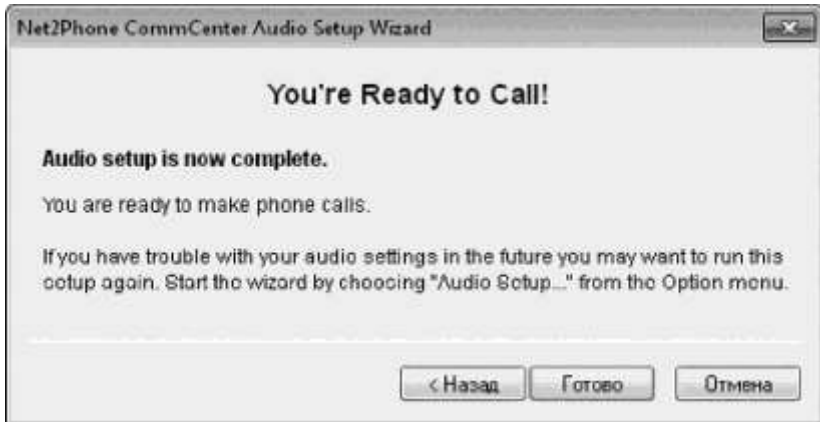 Net2Phone CommCenter Audio Setup Wizard
You're Ready to Call!
Audio setup is now complete.
You are ready to make phone calls.
If you have trouble with your audio settings in the future you may want to run this
setup again. Start the wizard by choosing "Audio Setup..." from the Option menu.
< Назад Готово Отмена